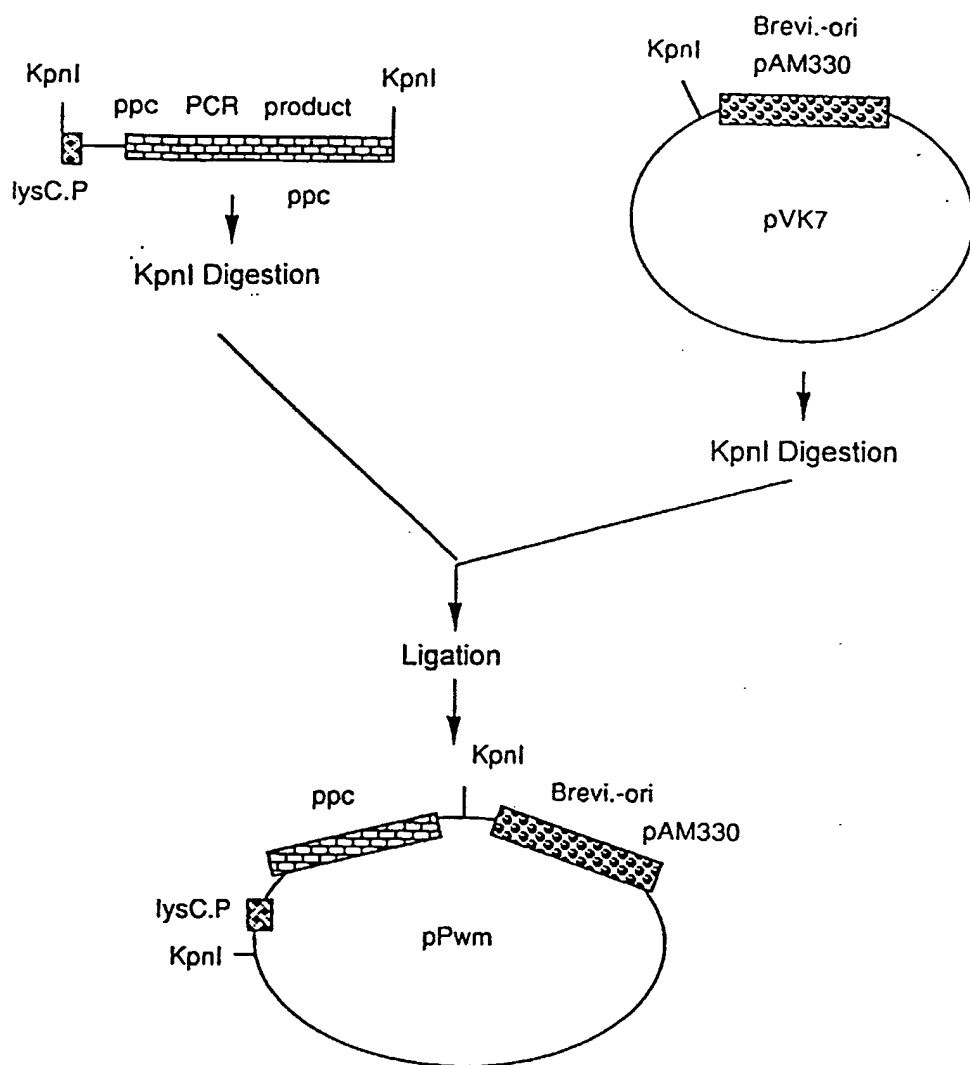 KpnI
KpnI
ppc PCR product
lysC.P
ppc
KpnI Digestion
Brevi.-ori
KpnI
pAM330
pVK7
KpnI Digestion
Ligation
KpnI
ppc
Brevi.-ori
pAM330
lysC.P
KpnI
pPwm